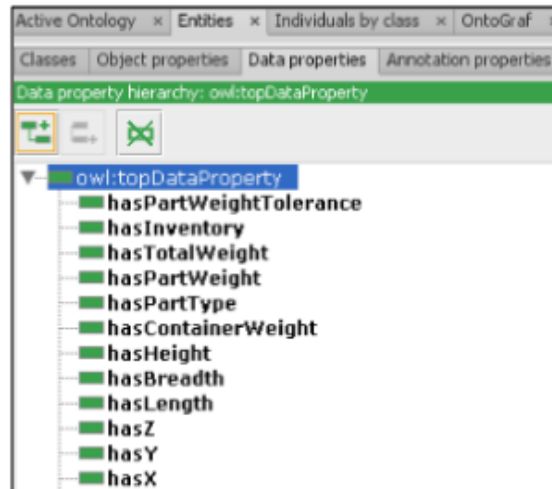 Active Ontology × Entities × Individuals by class × OntoGraf
Classes Object properties Data properties Annotation properties
Data property hierarchy: owl:topDataProperty
owl:topDataProperty
hasPartWeightTolerance
hasInventory
hasTotalWeight
hasPartWeight
hasPartType
hasContainerWeight
hasHeight
hasBreadth
hasLength
hasZ
hasY
hasX